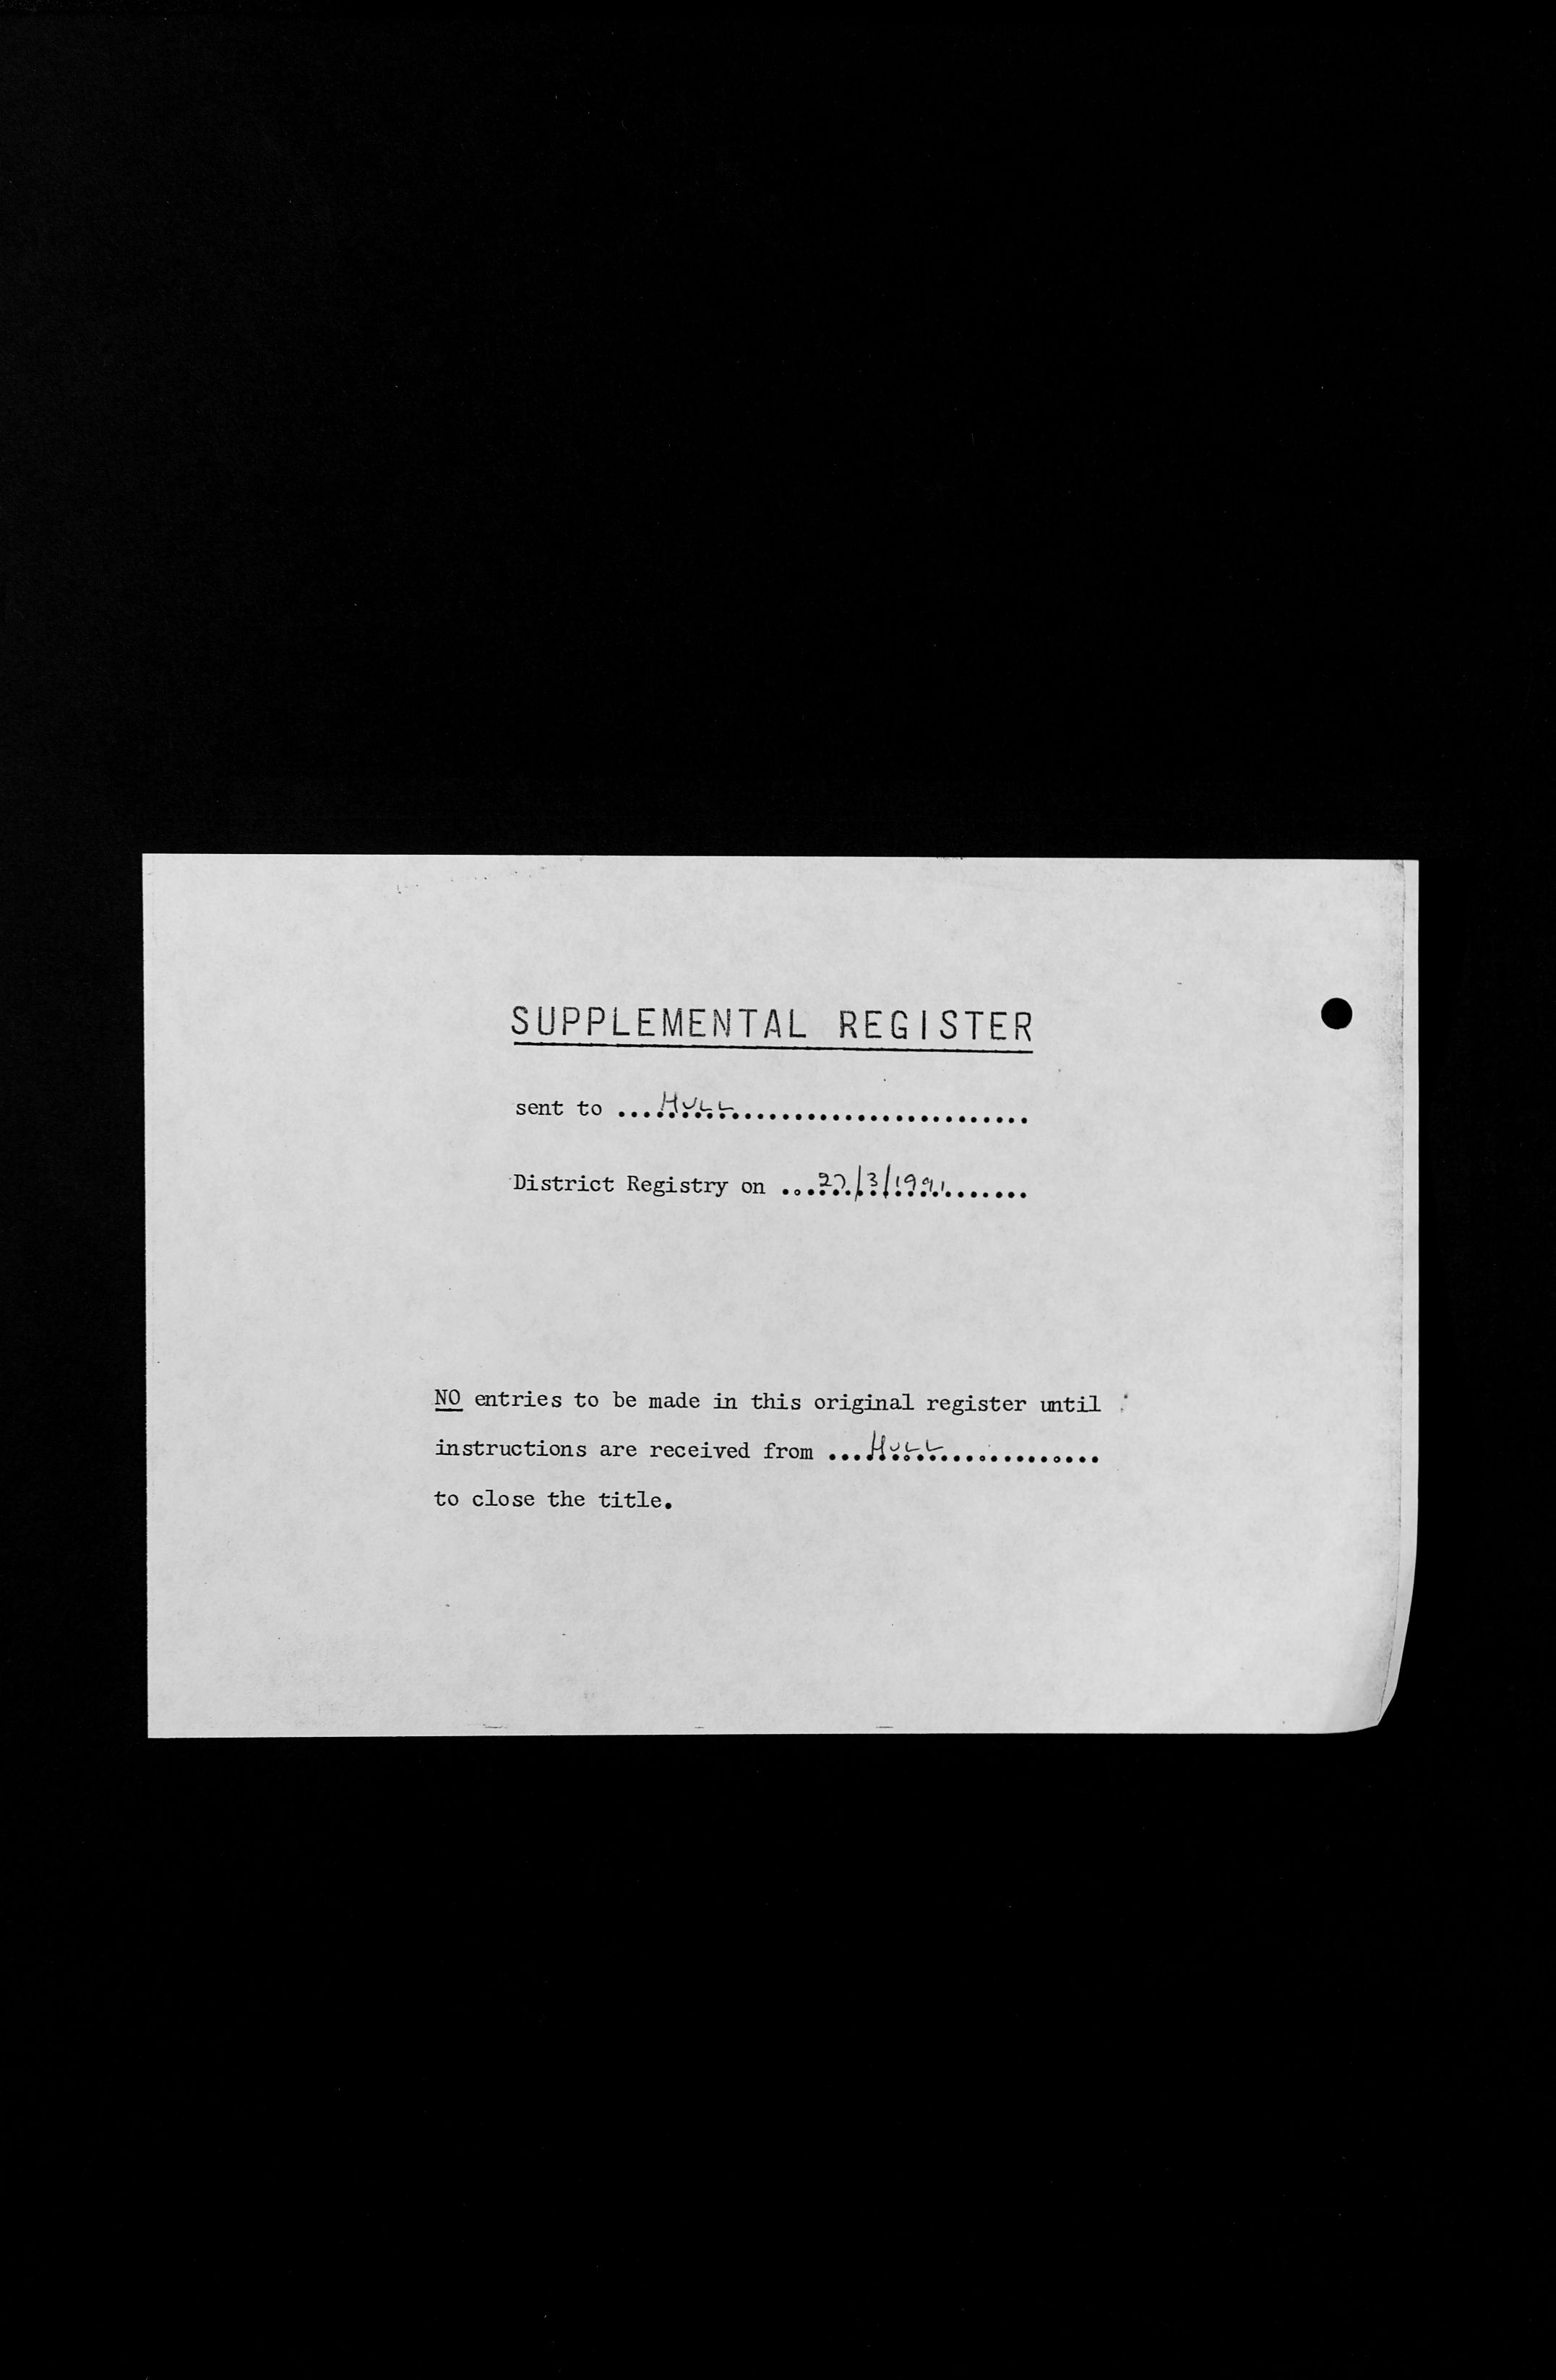 SUPPLEMENTAL REGISTER
sent to ....HULL..............................
District Registry on ....27/3/1991.......
NO entries to be made in this original register until
instructions are received from ....HULL................
to close the title.